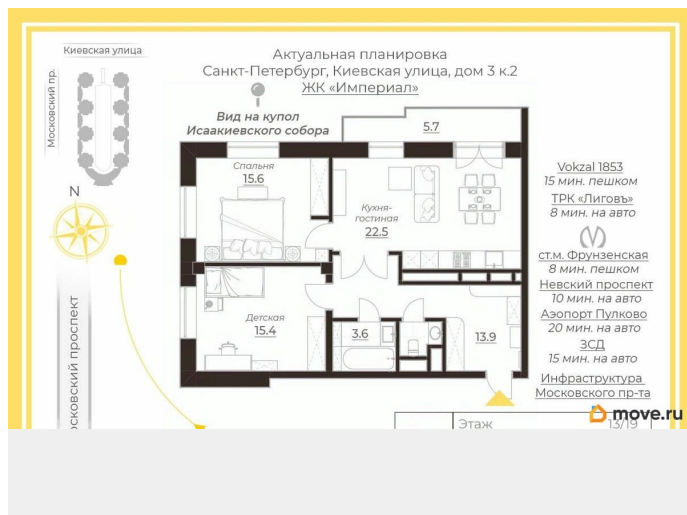 Киевская улица
Московский пр.
Актуальная планировка
Санкт-Петербург, Киевская улица, дом 3 к.2
ЖК «Империал»
Вид на купол
Исаакиевского собора
5.7
Спальня
15.6
Кухня-
гостиная
22.5
Детская
15.4
3.6
13.9
N
Vokzal 1853
15 мин. пешком
ТРК «Лиговъ»
8 мин. на авто
ст.м. Фрунзенская
8 мин. пешком
Невский проспект
10 мин. на авто
Аэопорт Пулково
20 мин. на авто
ЗСД
15 мин. на авто
Инфраструктура
Московского пр-та
осковский проспект
Этаж 13/19
move.ru